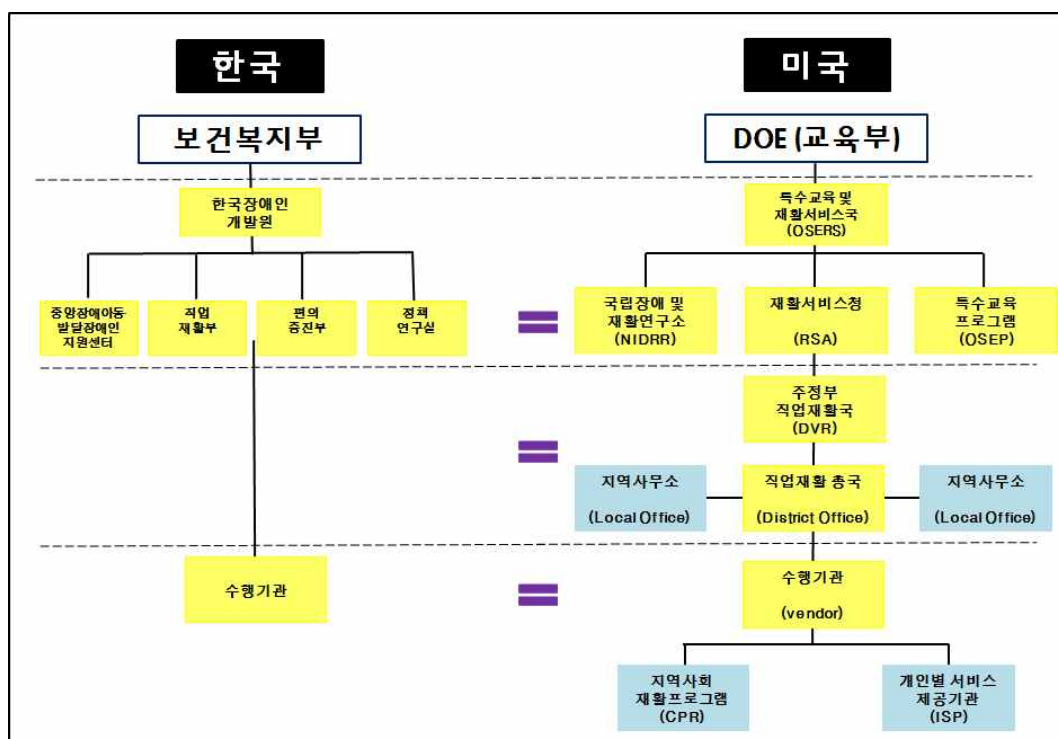 한국
미국
보건복지부
DOE (교육부)
한국장애인
개발원
특수교육 및
재활서비스국
(OSERS)
중앙장애아동
발달장애인
지원센터
직업
재활부
편의
증진부
정책
연구실
국립장애 및
재활연구소
(NIDRR)
재활서비스청
(RSA)
특수교육
프로그램
(OSEP)
주정부
직업재활국
(DVR)
지역사무소
(Local Office)
직업재활 총국
(District Office)
지역사무소
(Local Office)
수행기관
수행기관
(vendor)
지역사회
재활프로그램
(CPR)
개인별 서비스
제공기관
(ISP)